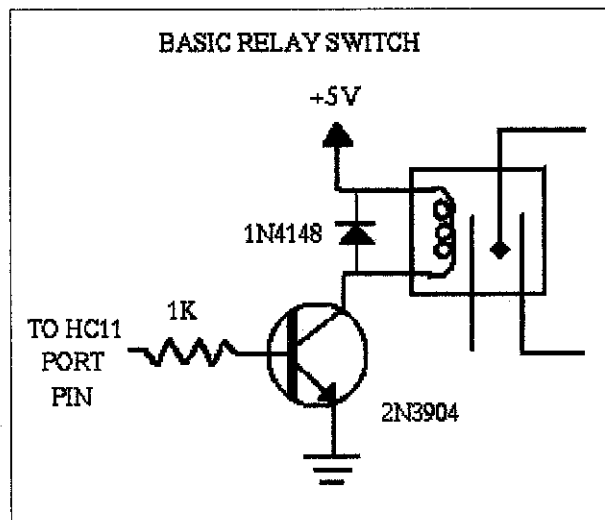 BASIC RELAY SWITCH
+5V
1N4148
1K
TO HC11
PORT
PIN
2N3904